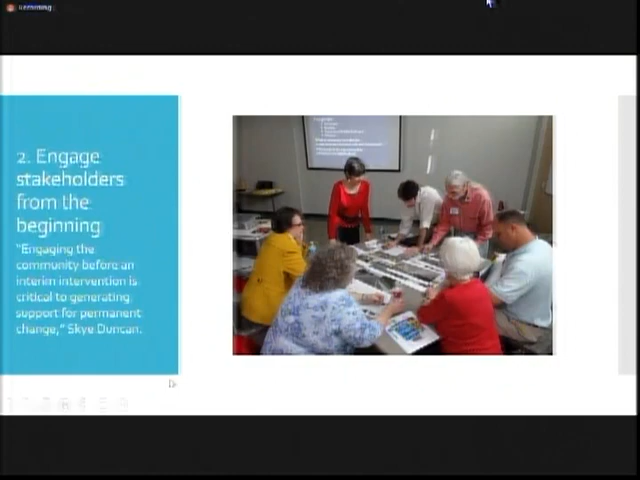 2. Engage
stakeholders
from the
beginning
"Engaging the
community before an
interim intervention is
critical to generating
support for permanent
change," Skye Duncan.